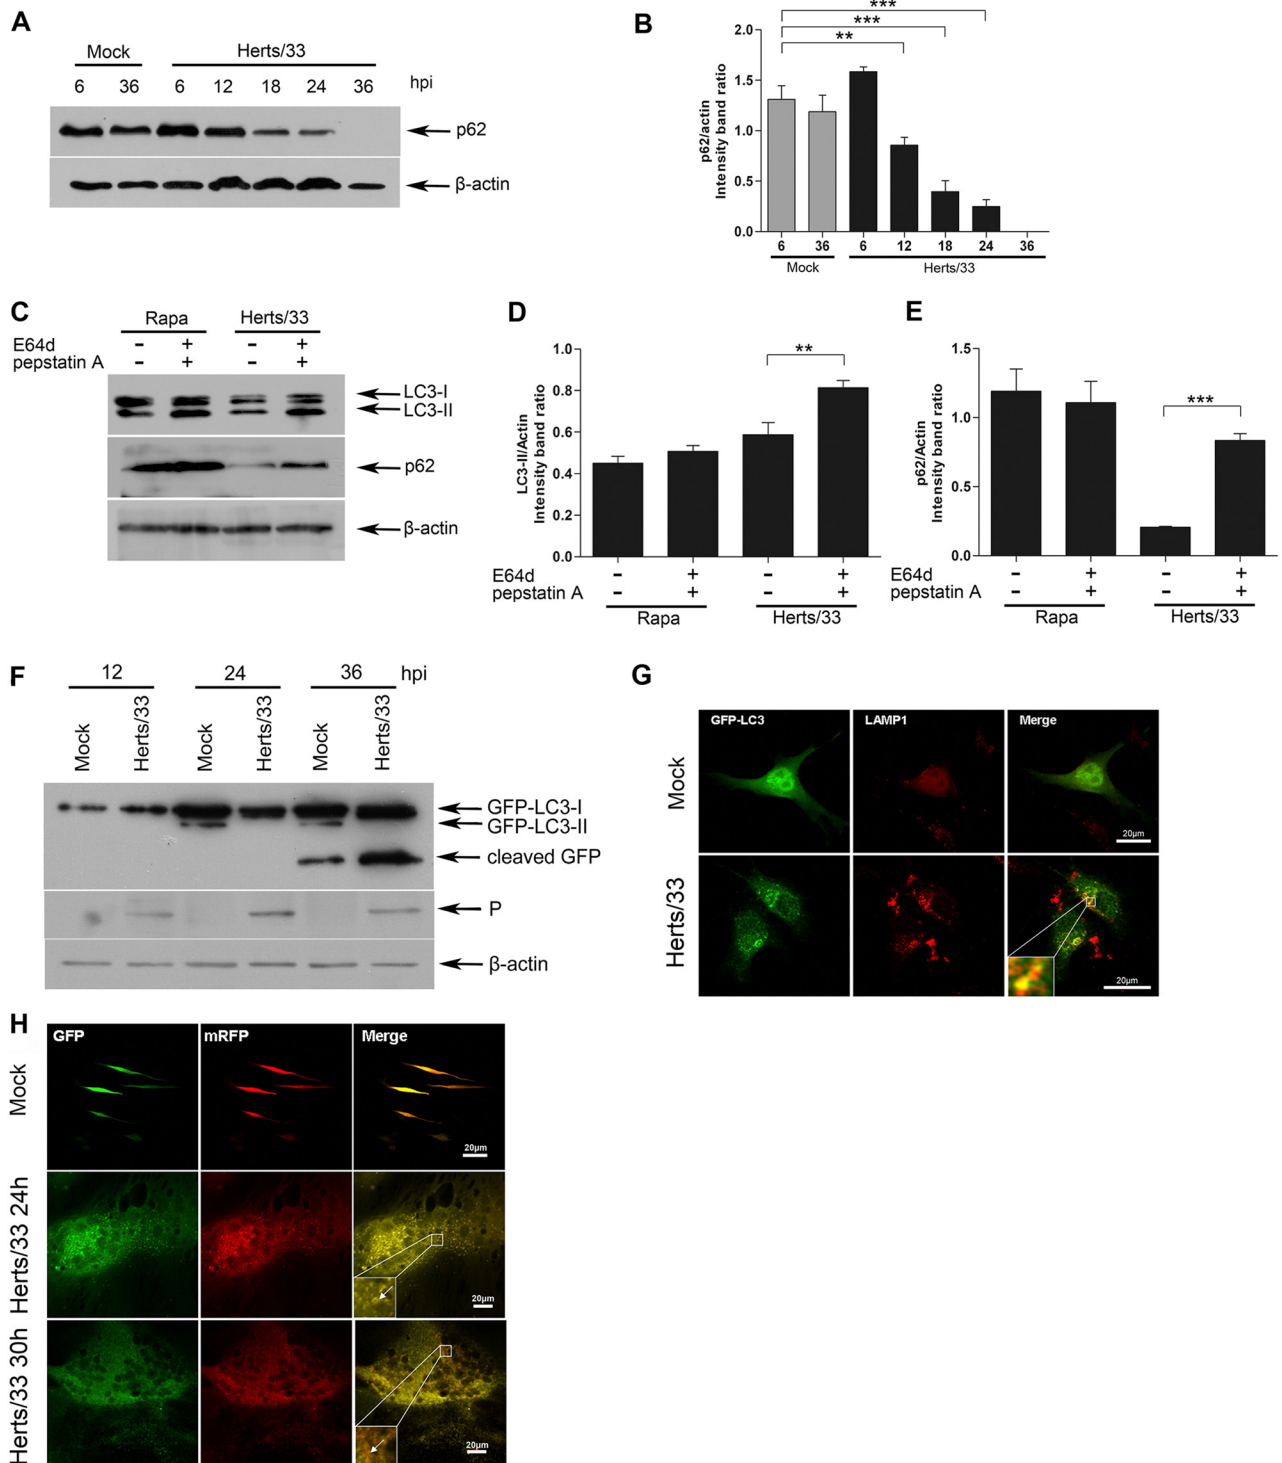 A
Mock Herts/33
6 36 6 12 18 24 36 hpi
p62
β-actin
B
p62/actin
Intensity band ratio
2.0
1.5
1.0
0.5
0.0
***
***
**
6 36 6 12 18 24 36
Mock Herts/33
C
Rapa Herts/33
E64d - + - +
pepstatin A - + - +
LC3-I
LC3-II
p62
β-actin
D
LC3-II/Actin
Intensity band ratio
1.0
0.8
0.6
0.4
0.2
0.0
**
E64d - + - +
pepstatin A - + - +
Rapa Herts/33
E
p62/Actin
Intensity band ratio
1.5
1.0
0.5
0.0
***
E64d - + - +
pepstatin A - + - +
Rapa Herts/33
F
12 24 36 hpi
Mock Herts/33 Mock Herts/33 Mock Herts/33
GFP-LC3-I
GFP-LC3-II
cleaved GFP
P
β-actin
G
GFP-LC3 LAMP1 Merge
Mock
20μm
Herts/33
20μm
H
GFP mRFP Merge
Mock
20μm
Herts/33 24h
20μm
Herts/33 30h
20μm